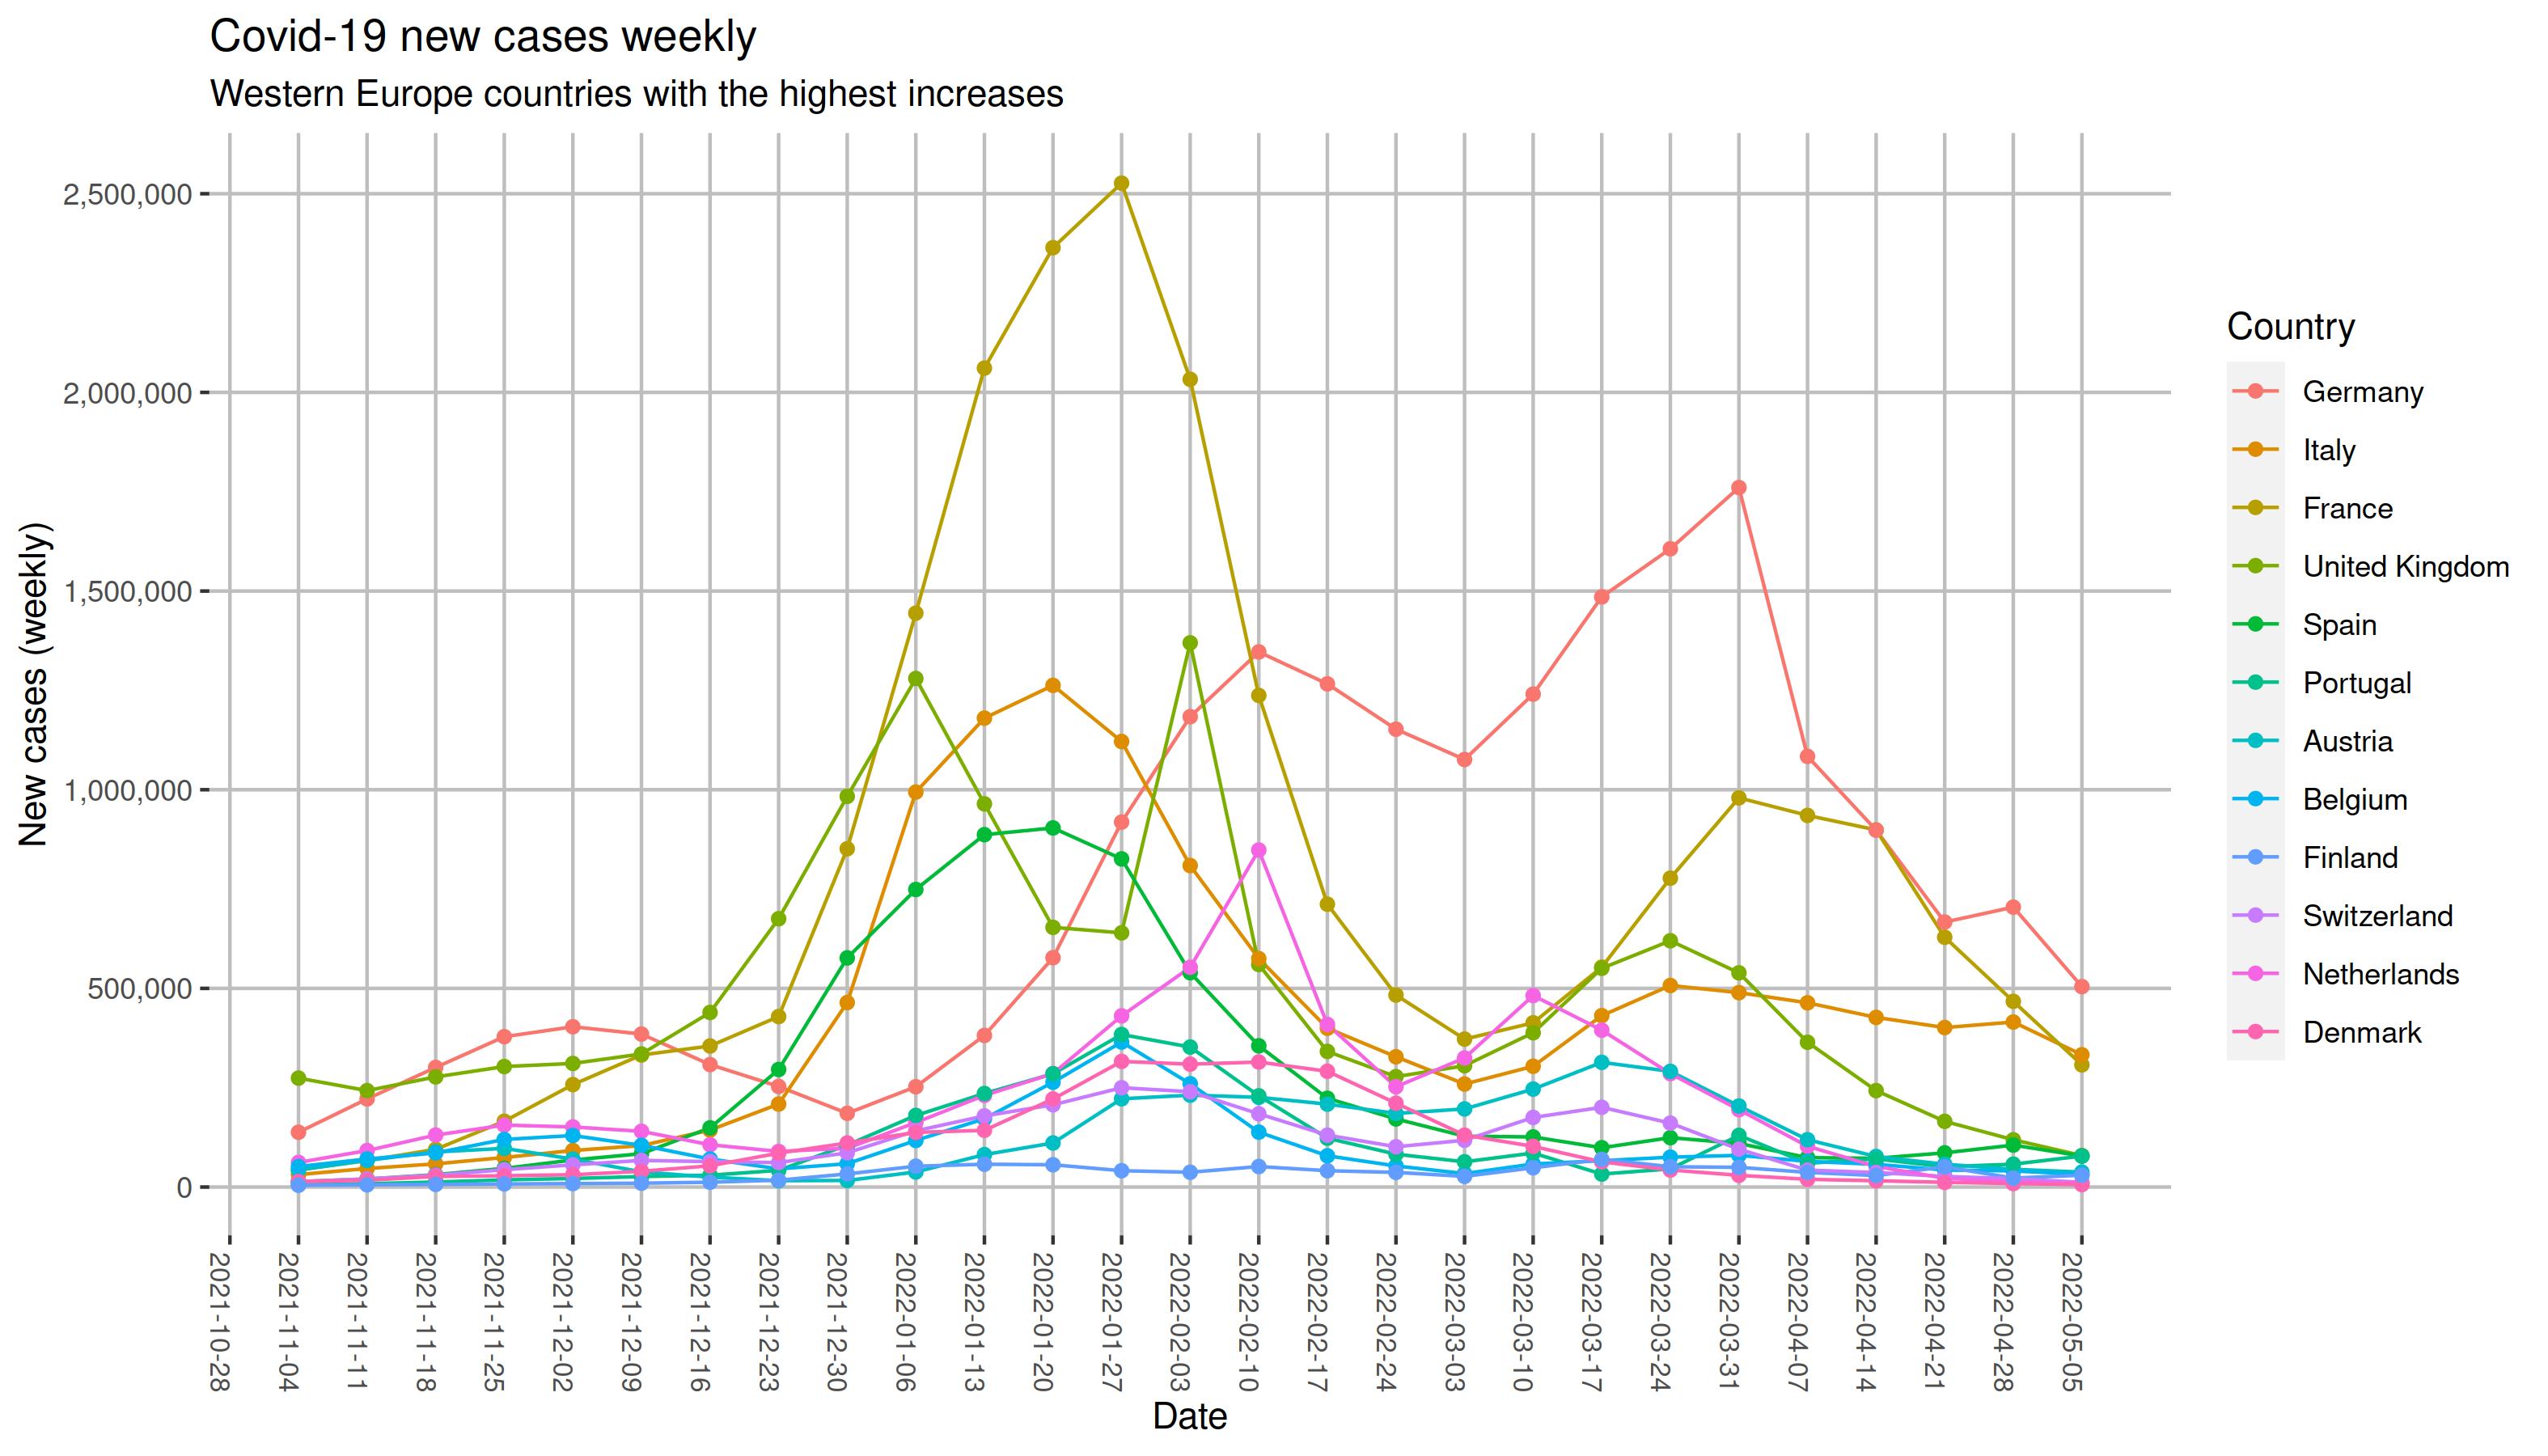 Covid-19 new cases weekly
Western Europe countries with the highest increases
New cases (weekly)
2,500,000
2,000,000
1,500,000
1,000,000
500,000
0
2021-10-28
2021-11-04
2021-11-11
2021-11-18
2021-11-25
2021-12-02
2021-12-09
2021-12-16
2021-12-23
2021-12-30
2022-01-06
2022-01-13
2022-01-20
2022-01-27
2022-02-03
2022-02-10
2022-02-17
2022-02-24
2022-03-03
2022-03-10
2022-03-17
2022-03-24
2022-03-31
2022-04-07
2022-04-14
2022-04-21
2022-04-28
2022-05-05
Date
Country
Germany
Italy
France
United Kingdom
Spain
Portugal
Austria
Belgium
Finland
Switzerland
Netherlands
Denmark